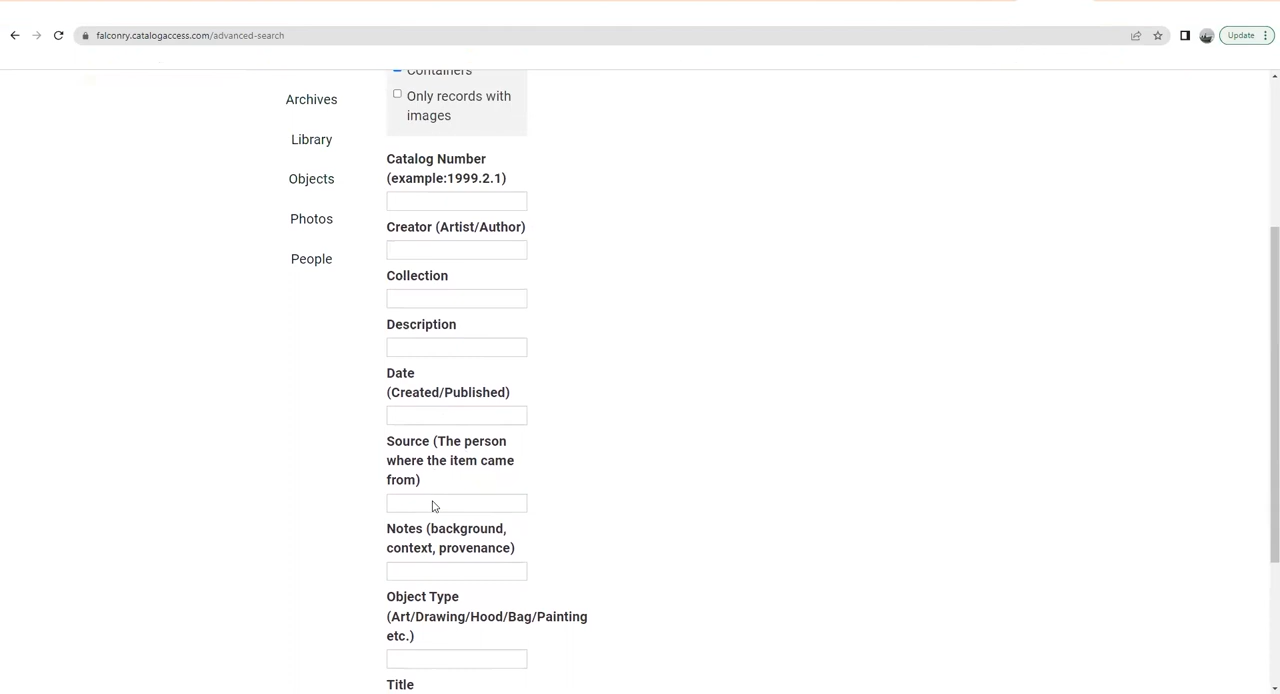 falconry.catalogaccess.com/advanced-search
Update
Containers
Only records with
images
Archives
Library
Objects
Photos
People
Catalog Number
(example:1999.2.1)
Creator (Artist/Author)
Collection
Description
Date
(Created/Published)
Source (The person
where the item came
from)
Notes (background,
context, provenance)
Object Type
(Art/Drawing/Hood/Bag/Painting
etc.)
Title